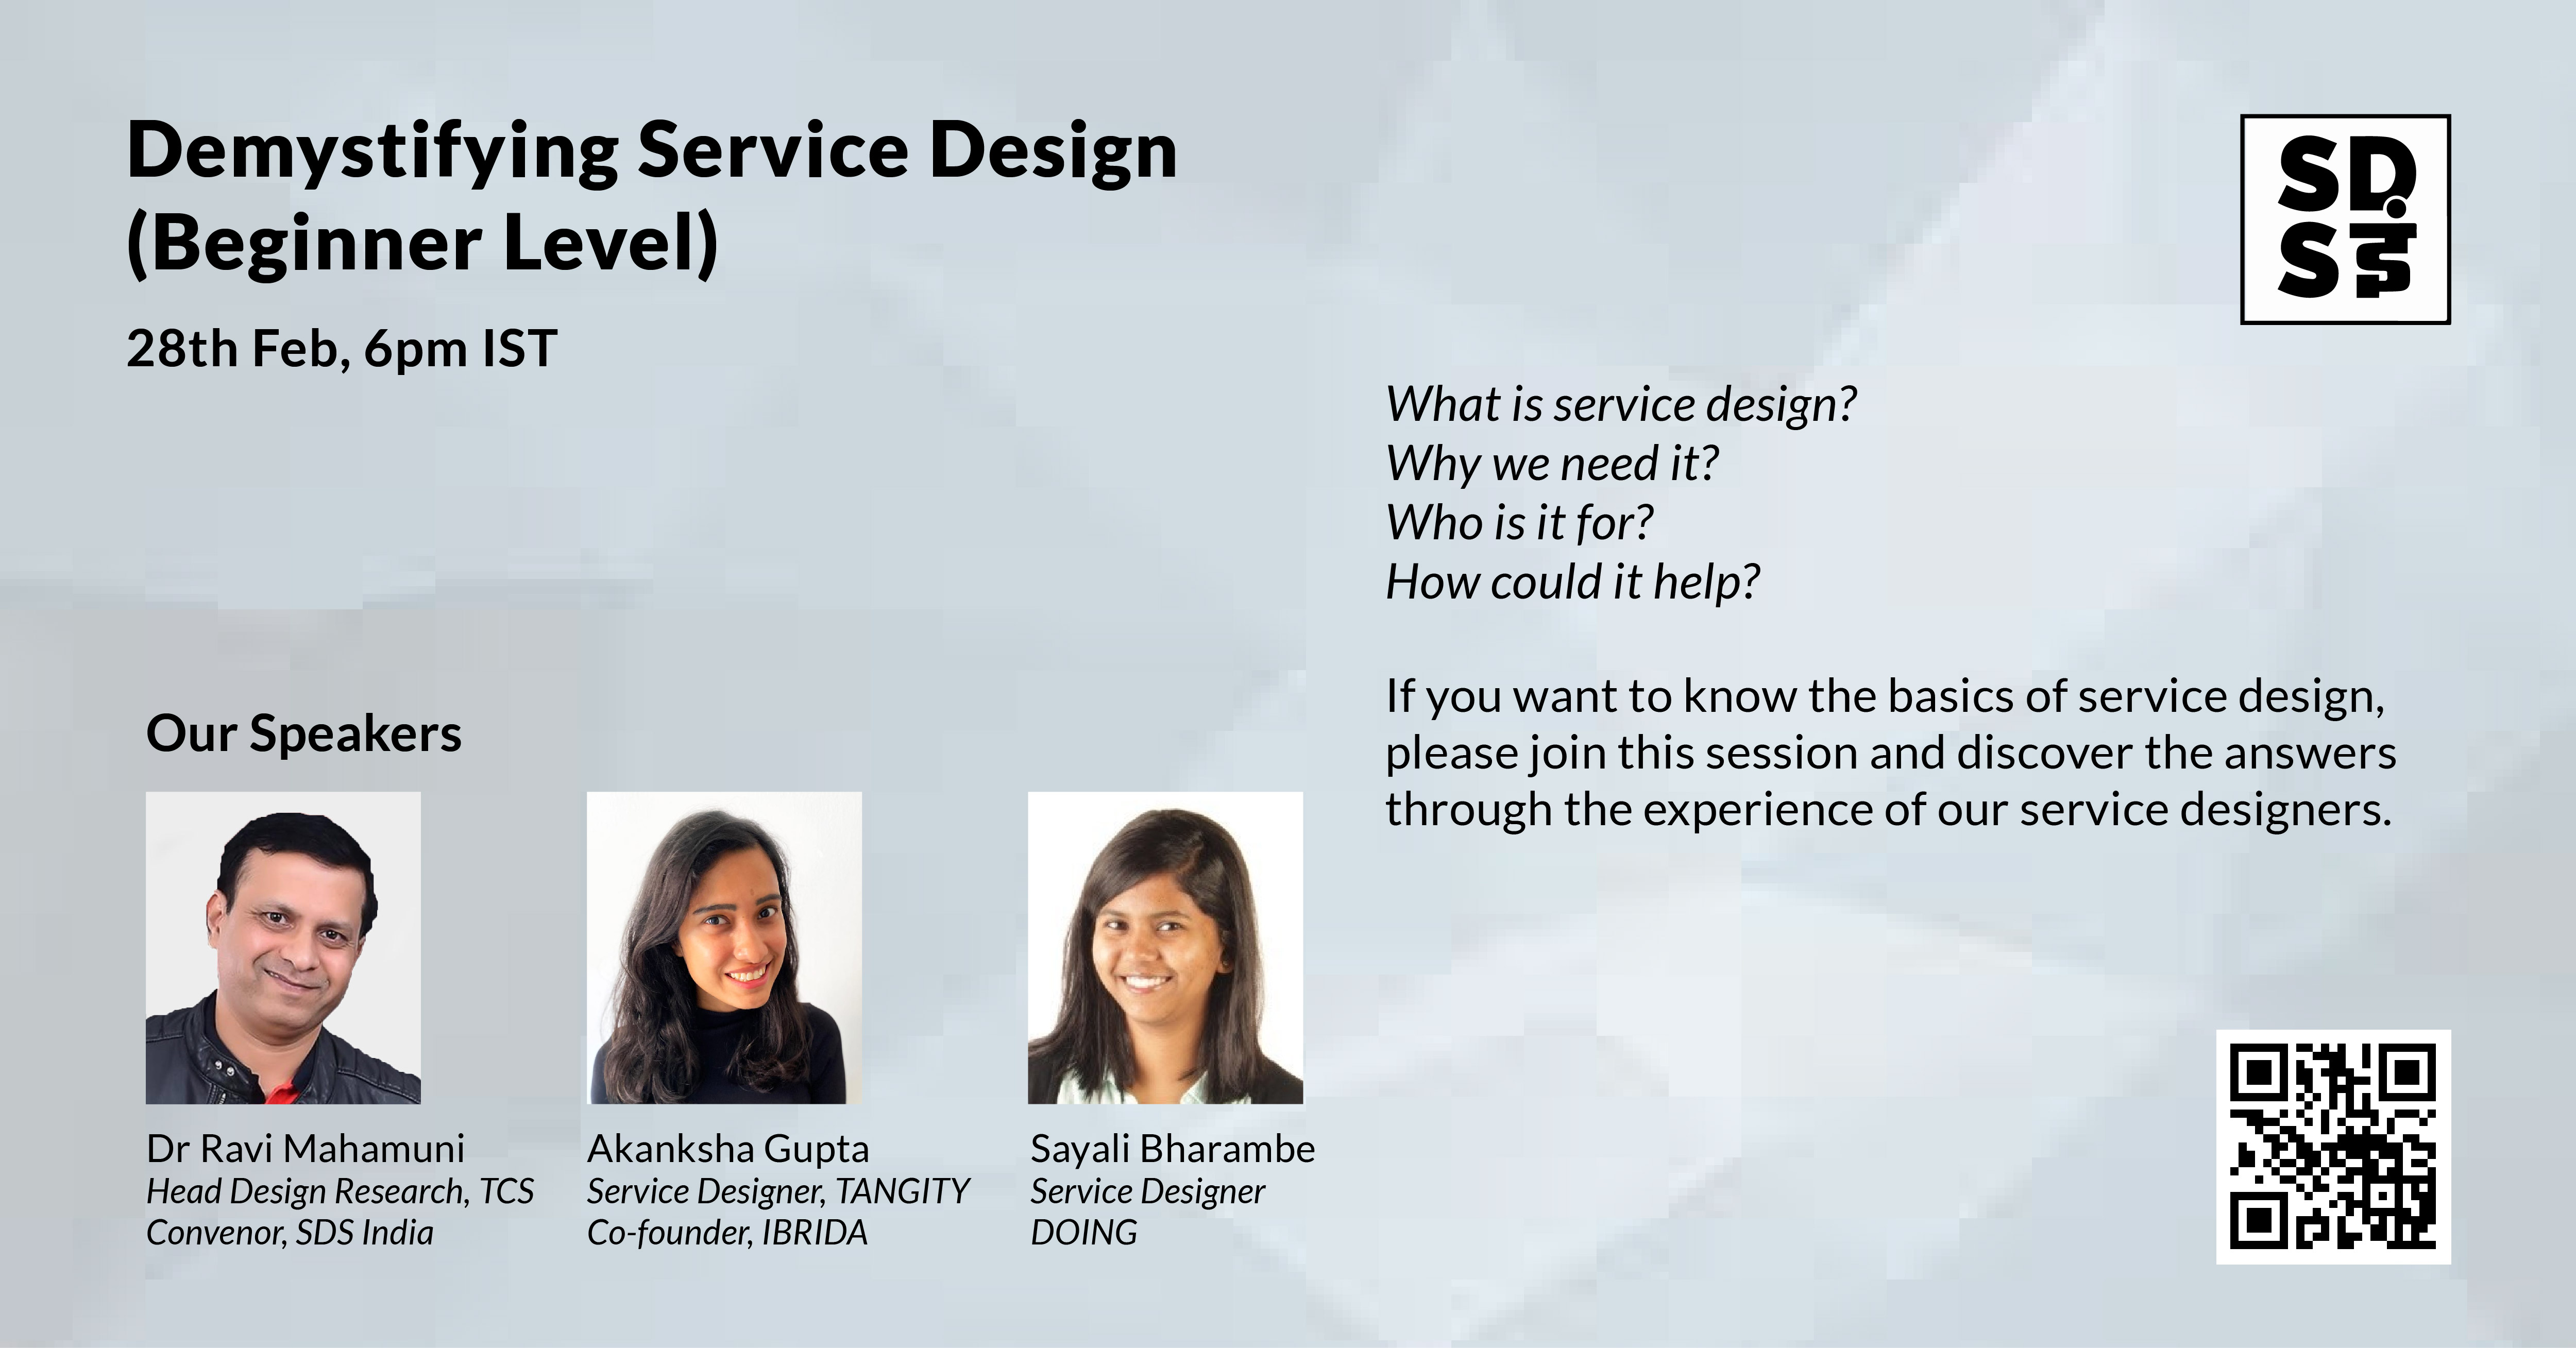 Demystifying Service Design
(Beginner Level)
28th Feb, 6pm IST
SD
S
What is service design?
Why we need it?
Who is it for?
How could it help?
If you want to know the basics of service design,
please join this session and discover the answers
through the experience of our service designers.
Our Speakers
Dr Ravi Mahamuni
Head Design Research, TCS
Convenor, SDS India
Akanksha Gupta
Service Designer, TANGITY
Co-founder, IBRIDA
Sayali Bharambe
Service Designer
DOING